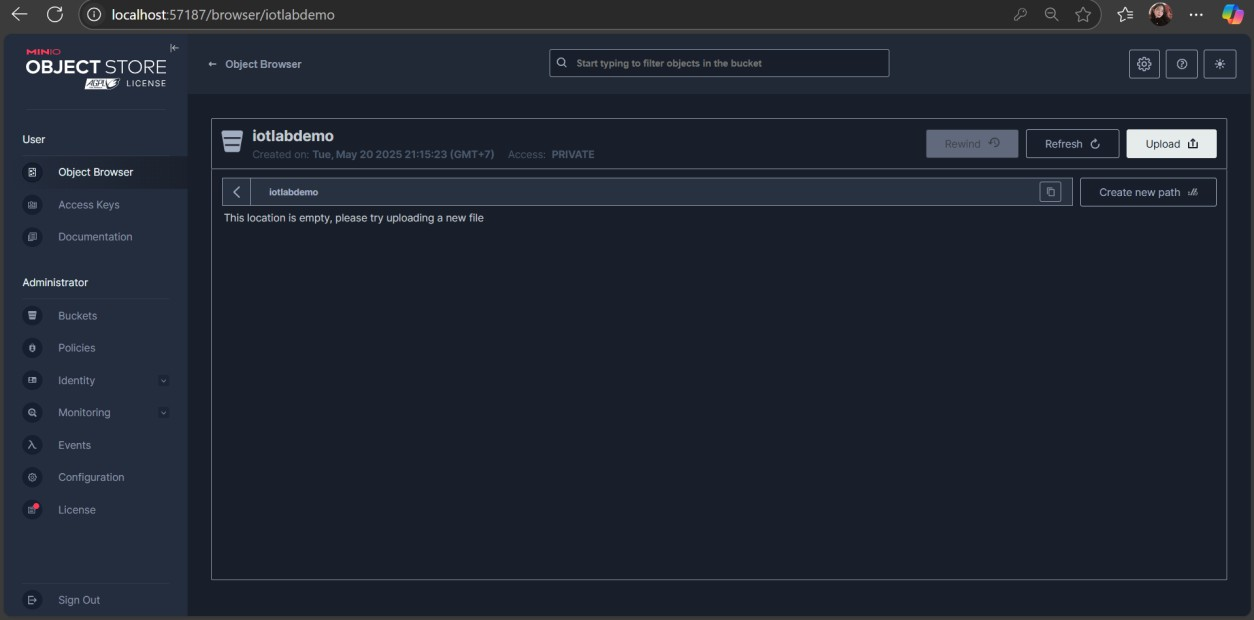 localhost:57187/browser/iotlabdemo
MINIO
OBJECT STORE
AGPLv3 LICENSE
← Object Browser
Start typing to filter objects in the bucket
User
Object Browser
Access Keys
Documentation
Administrator
Buckets
Policies
Identity
Monitoring
Events
Configuration
License
Sign Out
iotlabdemo
Created on: Tue, May 20 2025 21:15:23 (GMT+7) Access: PRIVATE
Rewind
Refresh
Upload
iotlabdemo
Create new path
This location is empty, please try uploading a new file